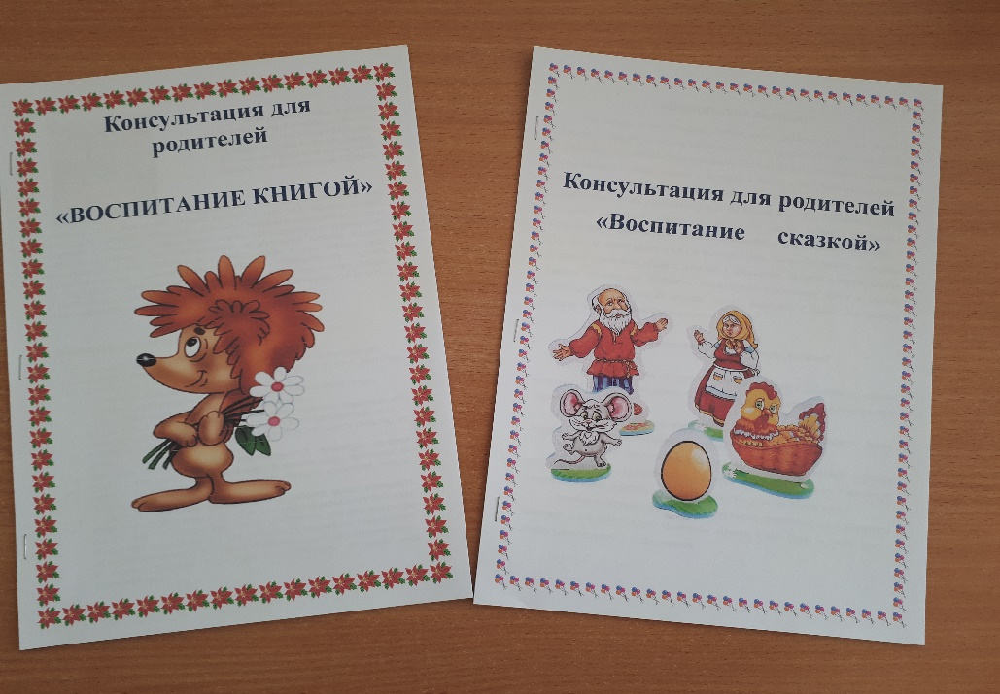 Консультация для
родителей
«ВОСПИТАНИЕ КНИГОЙ»
Консультация для родителей
«Воспитание сказкой»